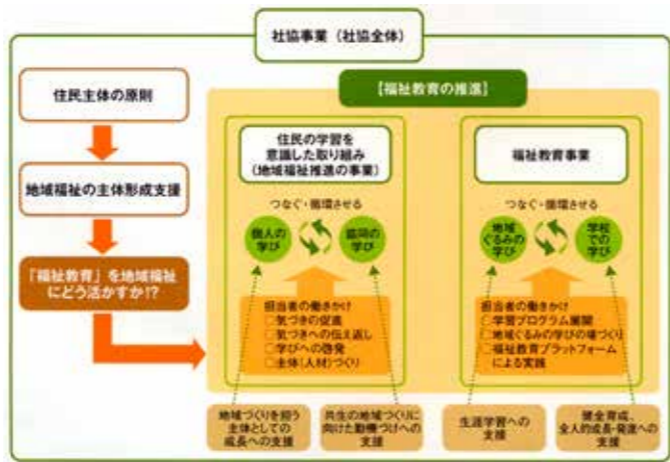 社協事業（社協全体）
住民主体の原則
地域福祉の主体形成支援
「福祉教育」を地域福祉
にどう活かすか!?
【福祉教育の推進】
住民の学習を
意識した取り組み
（地域福祉推進の事業）
つなぐ・循環させる
個人の
学び
協同の
学び
担当者の働きかけ
□気づきの促進
□気づきへの伝え返し
□学びへの啓発
□主体（人材）づくり
地域づくりを担う
主体としての
成長への支援
共生の地域づくりに
向けた動機づけへの
支援
福祉教育事業
つなぐ・循環させる
地域
ぐるみの
学び
学校
での
学び
担当者の働きかけ
□学習プログラム展開
□地域ぐるみの学びの場づくり
□福祉教育プラットフォーム
による実践
生涯学習への
支援
健全育成、
全人的成長・発達への
支援